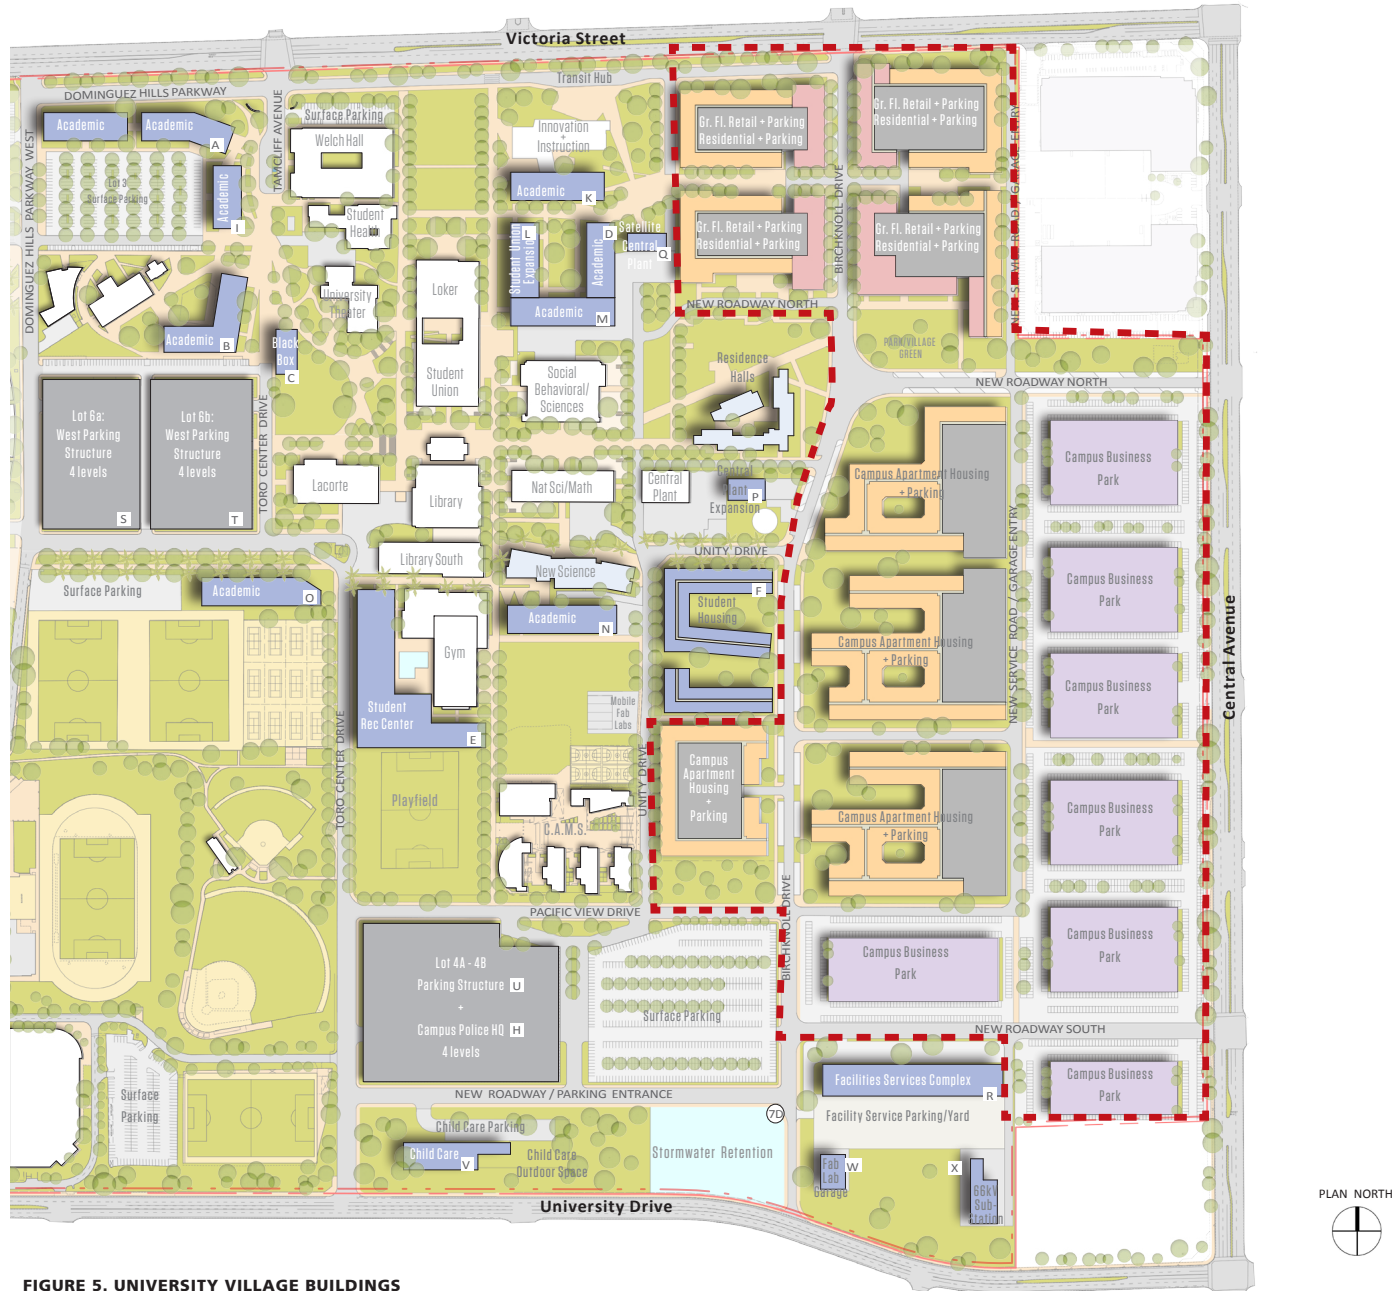 Victoria Street
Transit Hub
DOMINGUEZ HILLS PARKWAY
DOMINGUEZ HILLS PARKWAY WEST
TAMCLIFF AVENUE
Surface Parking
Welch Hall
Academic
Academic
A
Academic
I
Lot 3
Surface Parking
Student
Health
Innovation
+
Instruction
Academic
K
L
Student Union
Expansion
D
Academic
Academic
M
Satellite
Central
Plant
Q
Gr. Fl. Retail + Parking
Residential + Parking
Gr. Fl. Retail + Parking
Residential + Parking
Gr. Fl. Retail + Parking
Residential + Parking
Gr. Fl. Retail + Parking
Residential + Parking
BIRCHKNOLL DRIVE
NEW ROADWAY NORTH
PARK/VILLAGE
GREEN
NEW ROADWAY NORTH
Academic
B
Black
Box
C
University
Theater
Loker
Student
Union
Social
Behavioral/
Sciences
Residence
Halls
Lot 6a:
West Parking
Structure
4 levels
S
Lot 6b:
West Parking
Structure
4 levels
T
TORO CENTER DRIVE
Lacorte
Library
Nat Sci/Math
Central
Plant
Central
Plant
Expansion
P
Campus Apartment Housing
+ Parking
Campus Business
Park
Library South
New Science
UNITY DRIVE
NEW SERVICE ROAD / GARAGE ENTRY
Campus Business
Park
Central Avenue
Surface Parking
Academic
O
Academic
N
F
Student
Housing
Gym
Student
Rec Center
E
Campus Apartment Housing
+ Parking
Campus Business
Park
Mobile
Fab
Labs
TORO CENTER DRIVE
UNITY DRIVE
Campus
Apartment
Housing
+
Parking
Playfield
C.A.M.S.
Campus Apartment Housing
+ Parking
Campus Business
Park
PACIFIC VIEW DRIVE
BIRCHKNOLL DRIVE
Campus Business
Park
Campus Business
Park
Lot 4A - 4B
Parking Structure
U
+
Campus Police HQ
H
4 levels
Surface Parking
NEW ROADWAY SOUTH
Campus Business
Park
Facilities Services Complex
R
Facility Service Parking/Yard
NEW ROADWAY / PARKING ENTRANCE
Surface
Parking
Child Care Parking
Child Care
V
Child Care
Outdoor Space
7D
Stormwater Retention
Fab
Lab
Garage
W
X
66kV
Sub-
Station
University Drive
PLAN NORTH
FIGURE 5. UNIVERSITY VILLAGE BUILDINGS